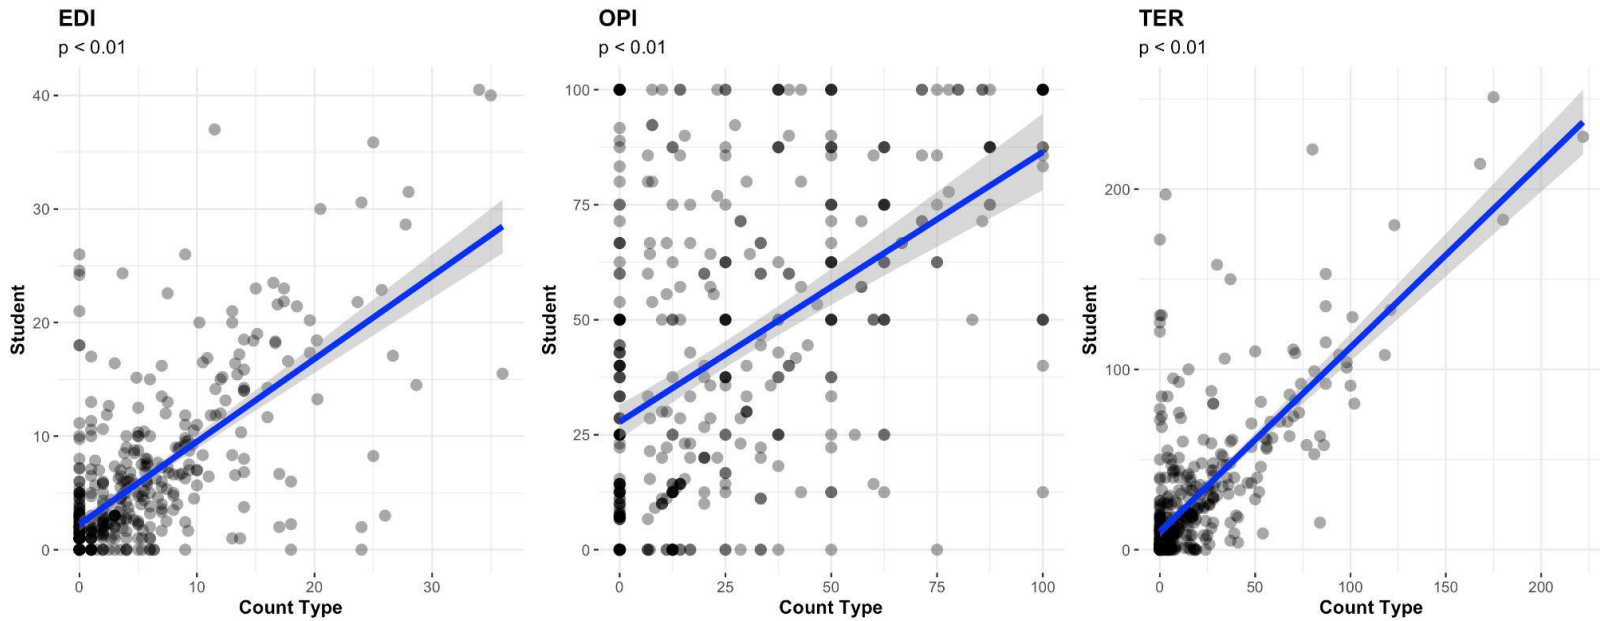 EDI
p < 0.01
40
30
20
10
0
Student
0 10 20 30
Count Type
OPI
p < 0.01
100
75
50
25
0
Student
0 25 50 75 100
Count Type
TER
p < 0.01
200
100
0
Student
0 50 100 150 200
Count Type